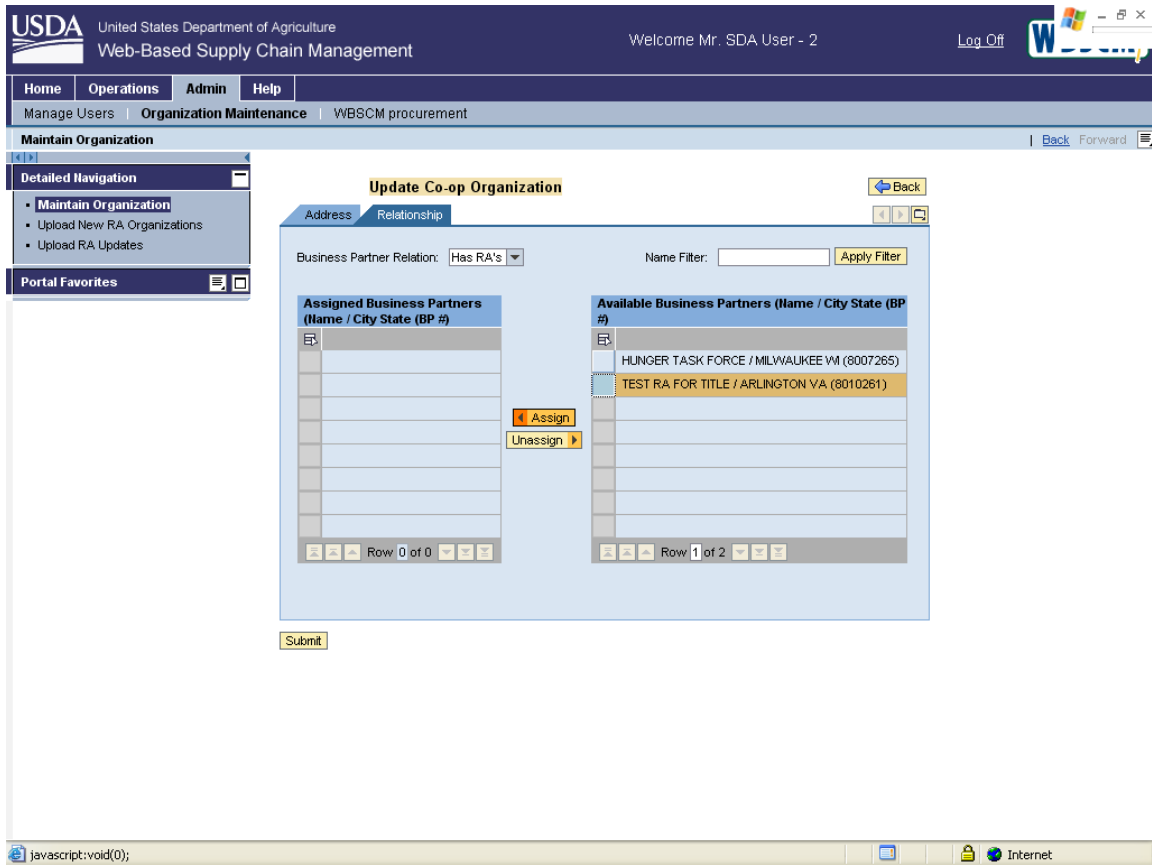 USDA
United States Department of Agriculture
Web-Based Supply Chain Management
Welcome Mr. SDA User - 2
Log Off
Home Operations Admin Help
Manage Users | Organization Maintenance | WBSCM procurement
Maintain Organization
| Back Forward
Detailed Navigation
Maintain Organization
Upload New RA Organizations
Upload RA Updates
Portal Favorites
Update Co-op Organization
Back
Address Relationship
Business Partner Relation: Has RA's
Name Filter: Apply Filter
Assigned Business Partners
(Name / City State (BP #)
Available Business Partners (Name / City State (BP
#)
HUNGER TASK FORCE / MILWAUKEE WI (8007265)
TEST RA FOR TITLE / ARLINGTON VA (8010261)
Assign
Unassign
Row 0 of 0
Row 1 of 2
Submit
javascript:void(0);
Internet